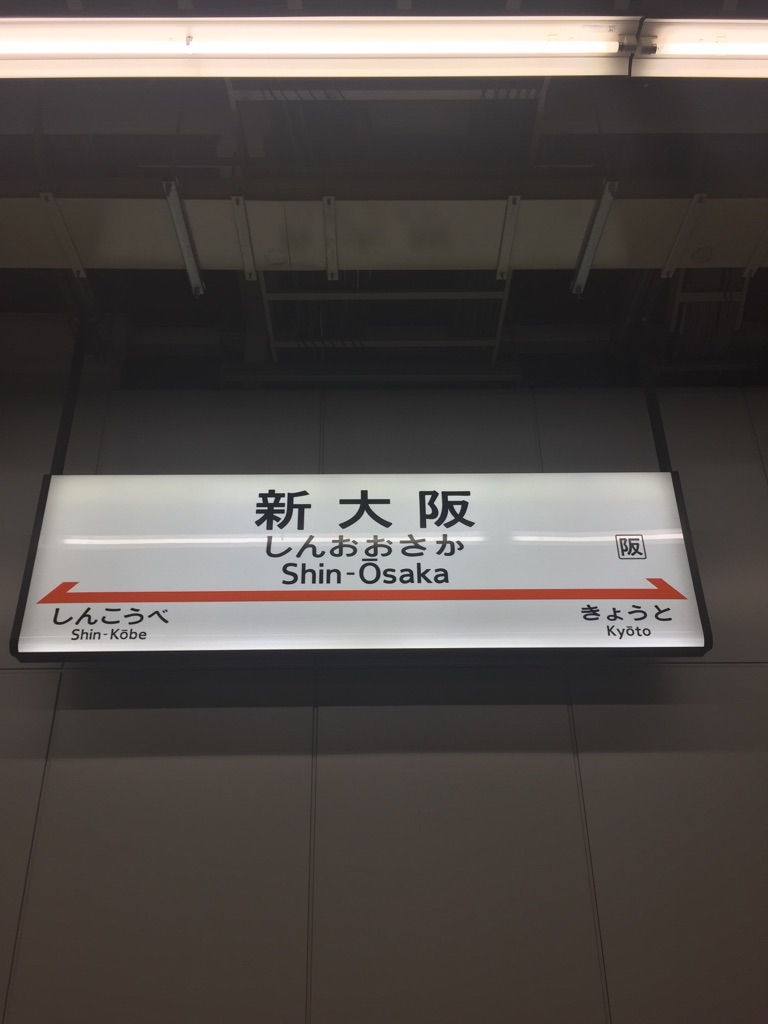 新大阪
しんおおさか
阪
Shin-Ōsaka
しんこうべ きょうと
Shin-Kōbe Kyōto